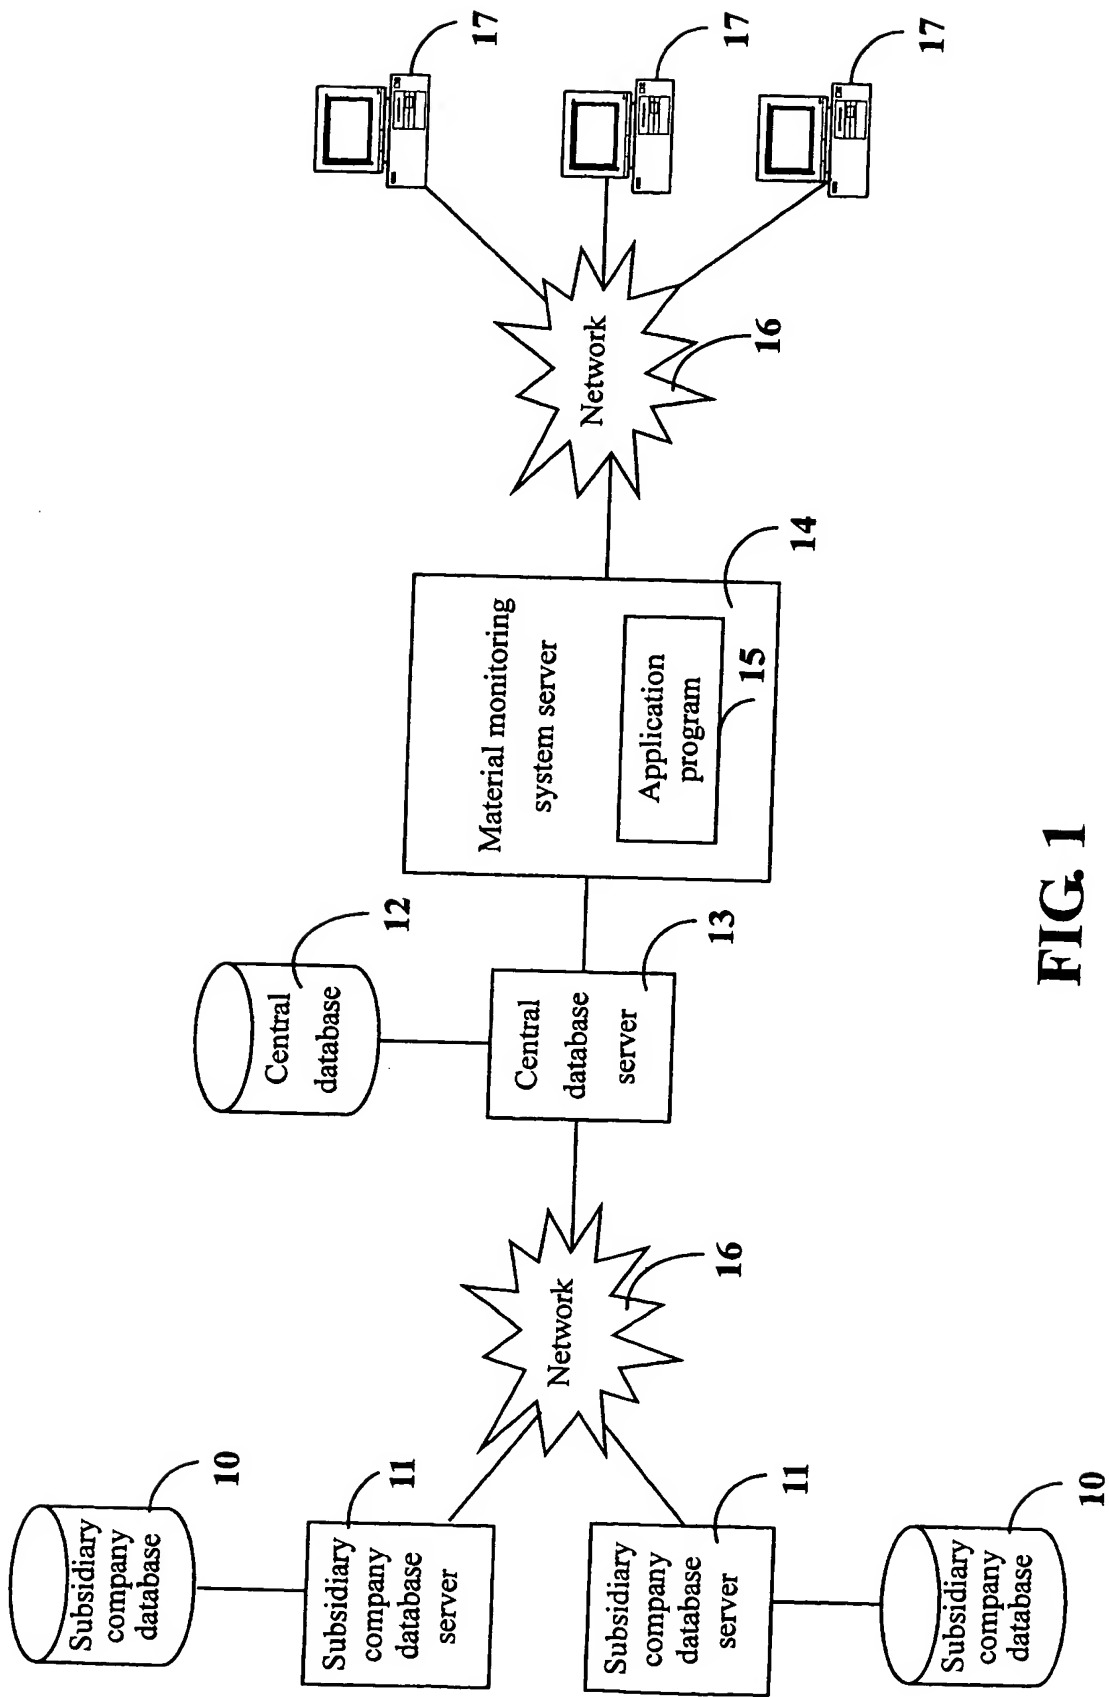 Subsidiary
company
database
10
Subsidiary
company
database
server
11
Subsidiary
company
database
server
11
Subsidiary
company
database
10
Network
16
Central
database
12
Central
database
server
13
Material monitoring
system server
14
Application
program
15
Network
16
17
17
17
FIG. 1